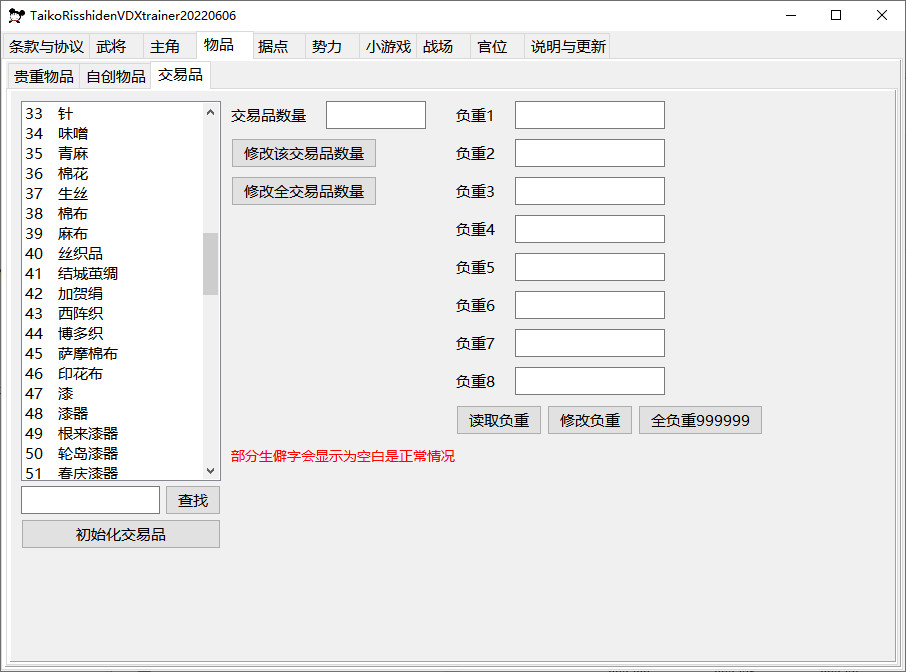 TaikoRisshidenVDXtrainer20220606
条款与协议 武将 主角 物品 据点 势力 小游戏 战场 官位 说明与更新
贵重物品 自创物品 交易品
33 针
34 味噌
35 青麻
36 棉花
37 生丝
38 棉布
39 麻布
40 丝织品
41 结城茧绸
42 加贺绢
43 西阵织
44 博多织
45 萨摩棉布
46 印花布
47 漆
48 漆器
49 根来漆器
50 轮岛漆器
51 春庆漆器
查找
初始化交易品
交易品数量
修改该交易品数量
修改全交易品数量
负重1
负重2
负重3
负重4
负重5
负重6
负重7
负重8
读取负重 修改负重 全负重999999
部分生僻字会显示为空白是正常情况